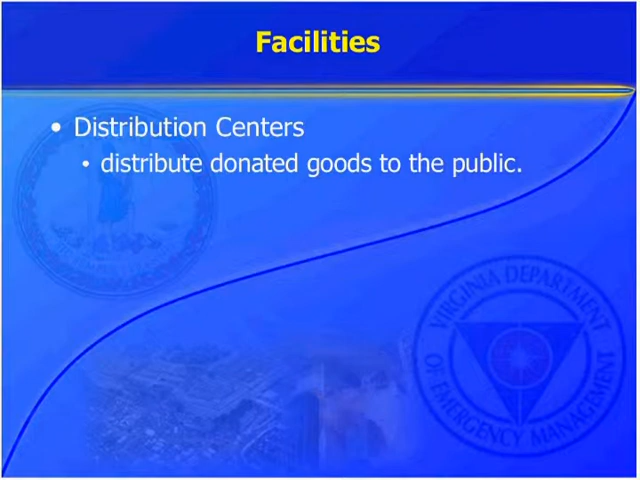 Facilities
• Distribution Centers
• distribute donated goods to the public.
VIRGINIA DEPARTMENT
OF EMERGENCY MANAGEMENT